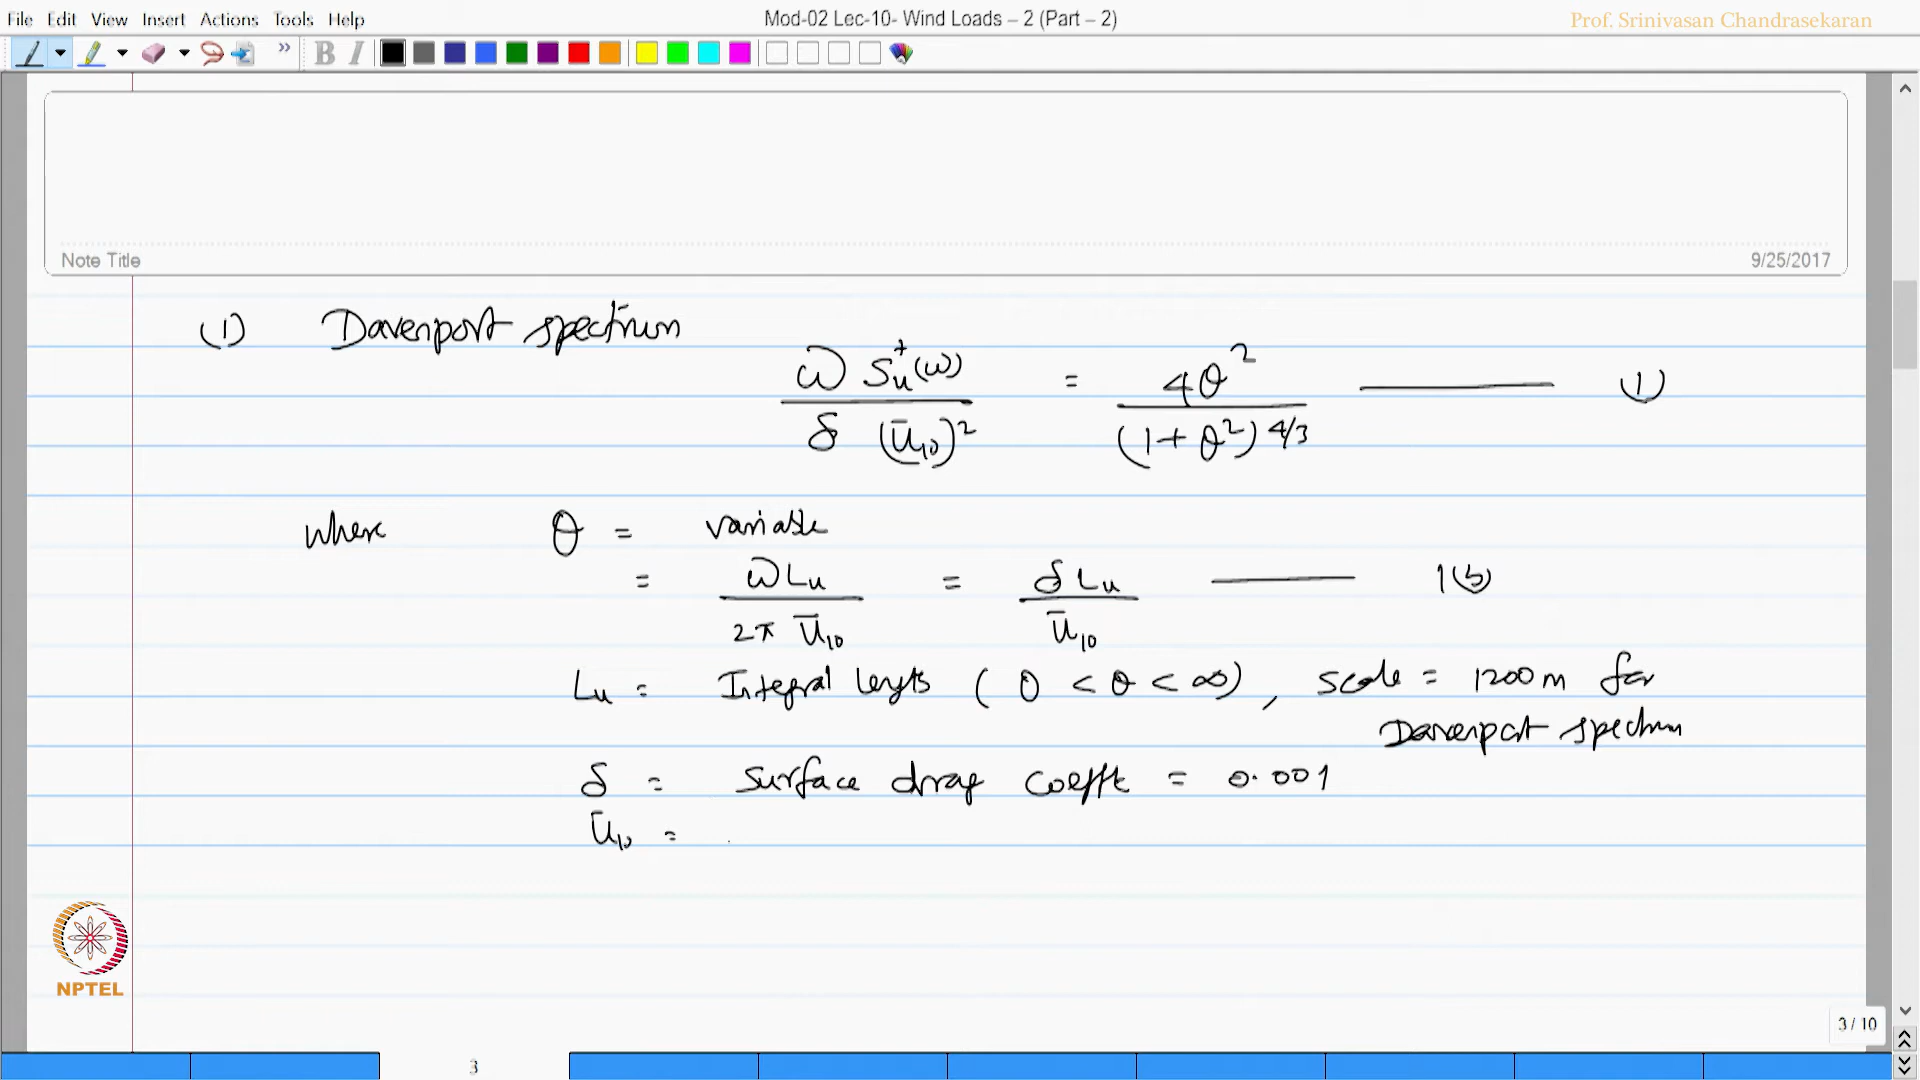 File Edit View Insert Actions Tools Help
Mod-02 Lec-10- Wind Loads – 2 (Part – 2)
Prof. Srinivasan Chandrasekaran
» B I
Note Title
9/25/2017
(1) Davenport spectrum
ω Sᵤ⁺(ω) / δ (Ū₁₀)² = 4θ² / (1+θ²)^4/3 ——— (1)
where θ = variable
= ωLu / 2π Ū₁₀ = δ Lu / Ū₁₀ ——— 1(b)
Lu = Integral length (0 < θ < ∞), scale = 1200m for
Davenport spectrum
δ = surface drag coefft = 0.001
Ū₁₀ =
NPTEL
3 / 10
3